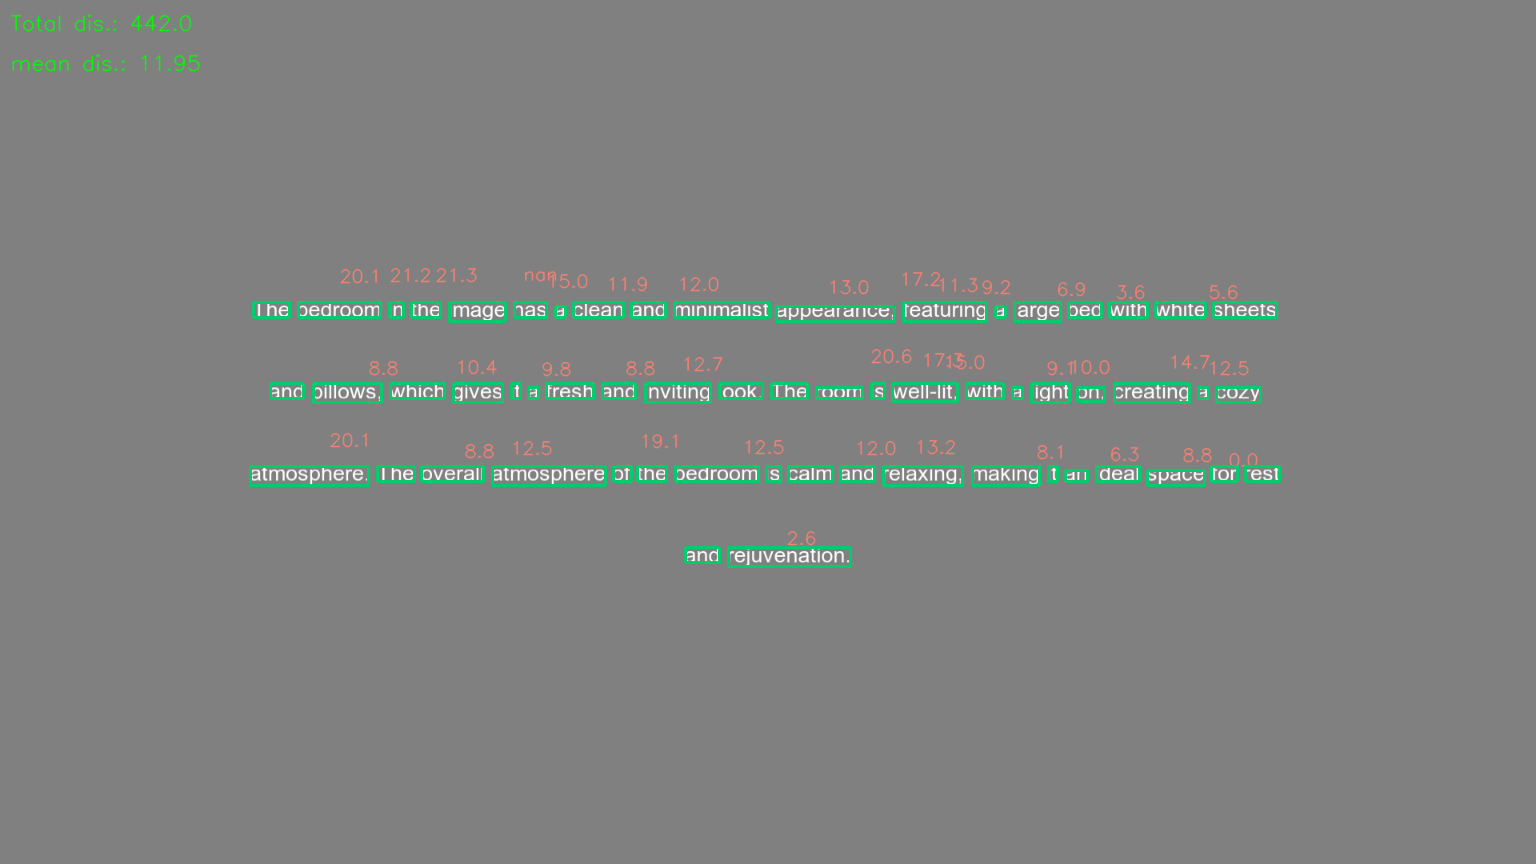 Total dis.: 442.0
mean dis.: 11.95
20.1 21.2 21.3 nan 15.0 11.9 12.0 13.0 17.2 11.3 9.2 6.9 3.6 5.6
The bedroom in the image has a clean and minimalist appearance, featuring a large bed with white sheets
8.8 10.4 9.8 8.8 12.7 20.6 17.3 15.0 9.1 10.0 14.7 12.5
and pillows, which gives it a fresh and inviting look. The room is well-lit, with a light on, creating a cozy
20.1 8.8 12.5 19.1 12.5 12.0 13.2 8.1 6.3 8.8 0.0
atmosphere. The overall atmosphere of the bedroom is calm and relaxing, making it an ideal space for rest
2.6
and rejuvenation.